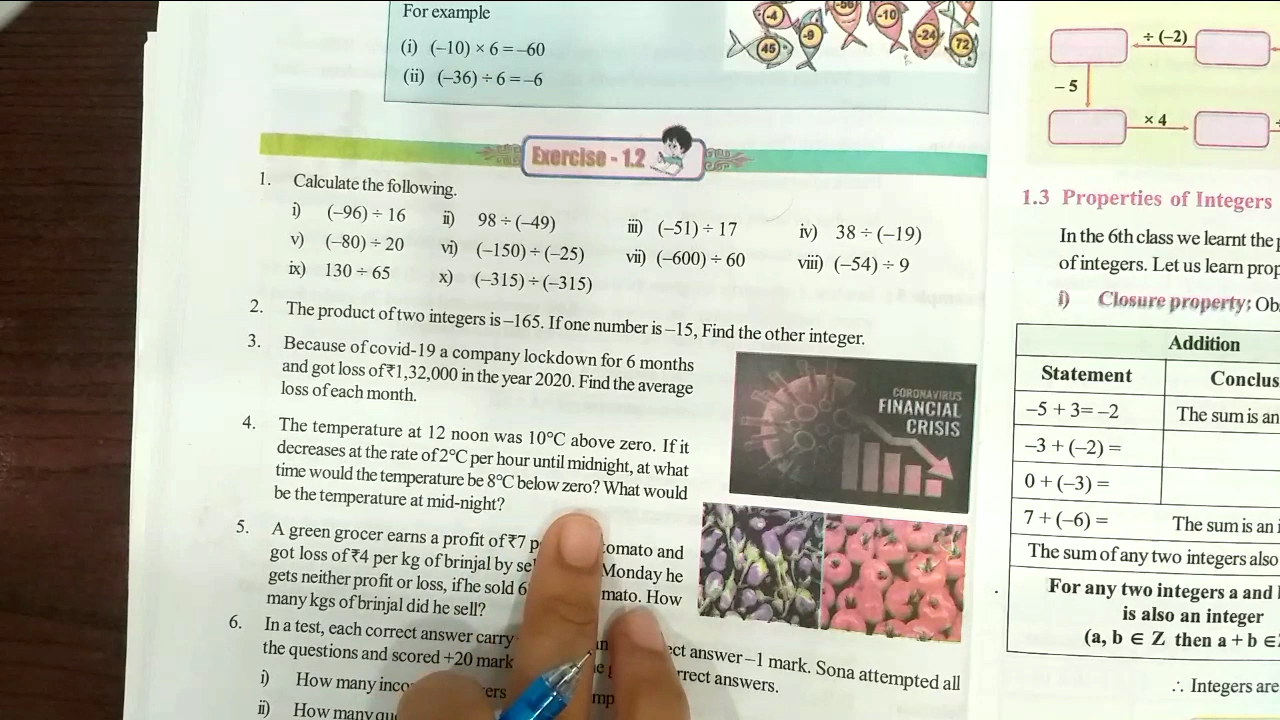 For example
(i) (–10) × 6 = –60
(ii) (–36) ÷ 6 = –6
-4
45
-9
-50
-10
-24
72
÷ (–2)
– 5
× 4
Exercise - 1.2
1. Calculate the following.
i) (–96) ÷ 16 ii) 98 ÷ (–49) iii) (–51) ÷ 17 iv) 38 ÷ (–19)
v) (–80) ÷ 20 vi) (–150) ÷ (–25) vii) (–600) ÷ 60 viii) (–54) ÷ 9
ix) 130 ÷ 65 x) (–315) ÷ (–315)
2. The product of two integers is –165. If one number is –15, Find the other integer.
3. Because of covid-19 a company lockdown for 6 months
and got loss of ₹1,32,000 in the year 2020. Find the average
loss of each month.
CORONAVIRUS
FINANCIAL
CRISIS
4. The temperature at 12 noon was 10°C above zero. If it
decreases at the rate of 2°C per hour until midnight, at what
time would the temperature be 8°C below zero? What would
be the temperature at mid-night?
5. A green grocer earns a profit of ₹7 tomato and
got loss of ₹4 per kg of brinjal by Monday he
gets neither profit or loss, if he sold How
many kgs of brinjal did he sell?
6. In a test, each correct answer carry answer –1 mark. Sona attempted all
the questions and scored +20 answers.
i) How many
ii) How many
1.3 Properties of Integers
In the 6th class we learnt the
of integers. Let us learn
i) Closure property:
Addition
Statement
–5 + 3= –2 The sum is an
–3 + (–2) =
0 + (–3) =
7 + (–6) = The sum is an
The sum of any two integers also
For any two integers a and
is also an integer
(a, b ∈ Z then a + b ∈
∴ Integers are